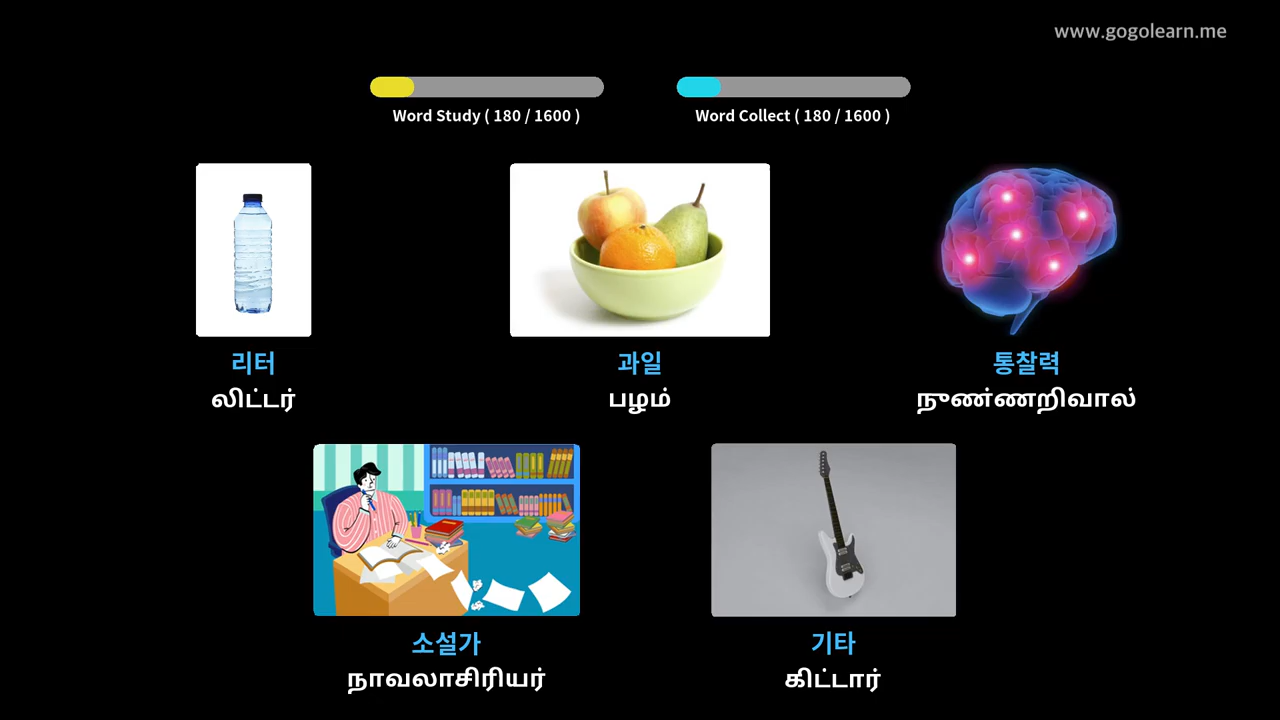 www.gogolearn.me
Word Study ( 180 / 1600 )
Word Collect ( 180 / 1600 )
리터
லிட்டர்
과일
பழம்
통찰력
நுண்ணறிவால்
소설가
நாவலாசிரியர்
기타
கிட்டார்